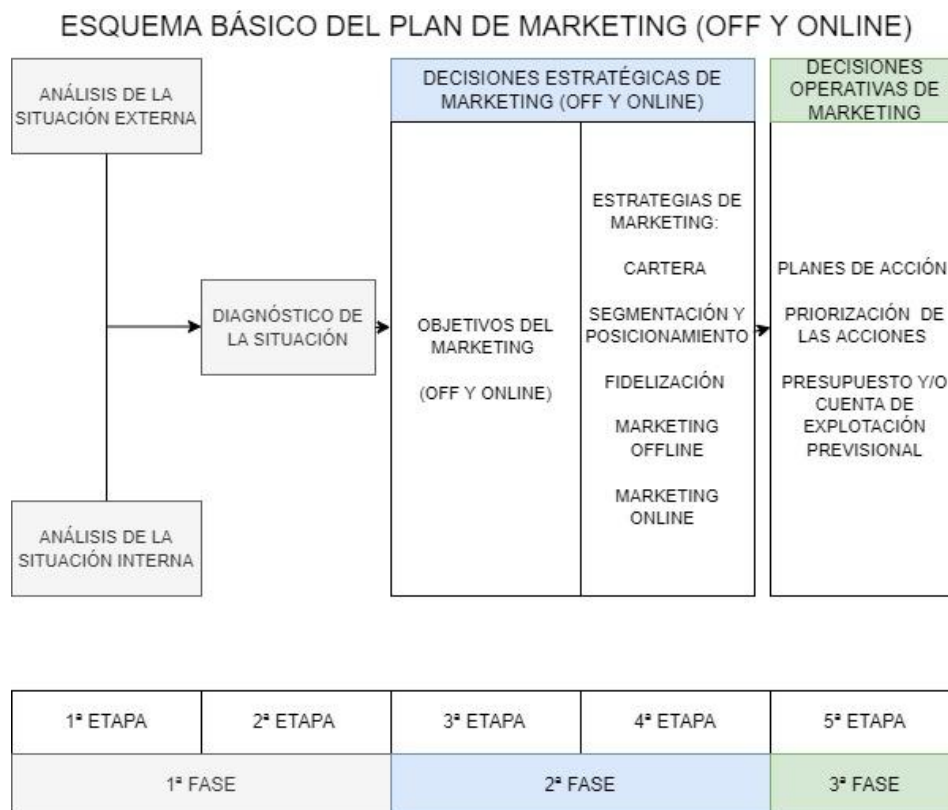 ESQUEMA BÁSICO DEL PLAN DE MARKETING (OFF Y ONLINE)
ANÁLISIS DE LA
SITUACIÓN EXTERNA
ANÁLISIS DE LA
SITUACIÓN INTERNA
DIAGNÓSTICO DE
LA SITUACIÓN
DECISIONES ESTRATÉGICAS DE
MARKETING (OFF Y ONLINE)
OBJETIVOS DEL
MARKETING
(OFF Y ONLINE)
ESTRATEGIAS DE
MARKETING:
CARTERA
SEGMENTACIÓN Y
POSICIONAMIENTO
FIDELIZACIÓN
MARKETING
OFFLINE
MARKETING
ONLINE
DECISIONES
OPERATIVAS DE
MARKETING
PLANES DE ACCIÓN
PRIORIZACIÓN DE
LAS ACCIONES
PRESUPUESTO Y/O
CUENTA DE
EXPLOTACIÓN
PREVISIONAL
1ª ETAPA
2ª ETAPA
3ª ETAPA
4ª ETAPA
5ª ETAPA
1ª FASE
2ª FASE
3ª FASE